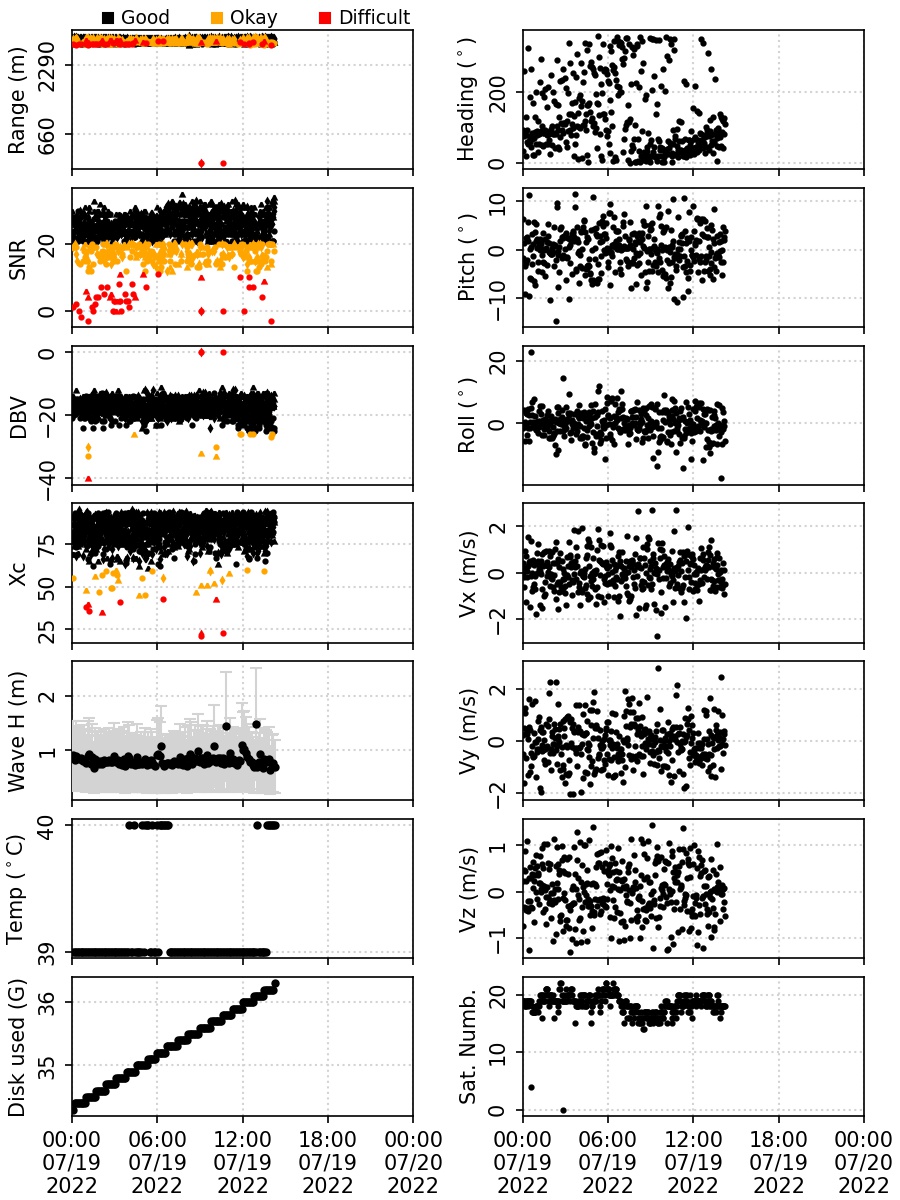 Good Okay Difficult
Range (m)
2290
660
Heading (°)
200
0
SNR
20
0
Pitch (°)
10
0
−10
DBV
0
−20
−40
Roll (°)
20
0
Xc
75
50
25
Vx (m/s)
2
0
−2
Wave H (m)
2
1
Vy (m/s)
2
0
−2
Temp (°C)
40
39
Vz (m/s)
1
0
−1
Disk used (G)
36
35
Sat. Numb.
20
10
0
00:00 06:00 12:00 18:00 00:00
07/19 07/19 07/19 07/19 07/20
2022 2022 2022 2022 2022
00:00 06:00 12:00 18:00 00:00
07/19 07/19 07/19 07/19 07/20
2022 2022 2022 2022 2022